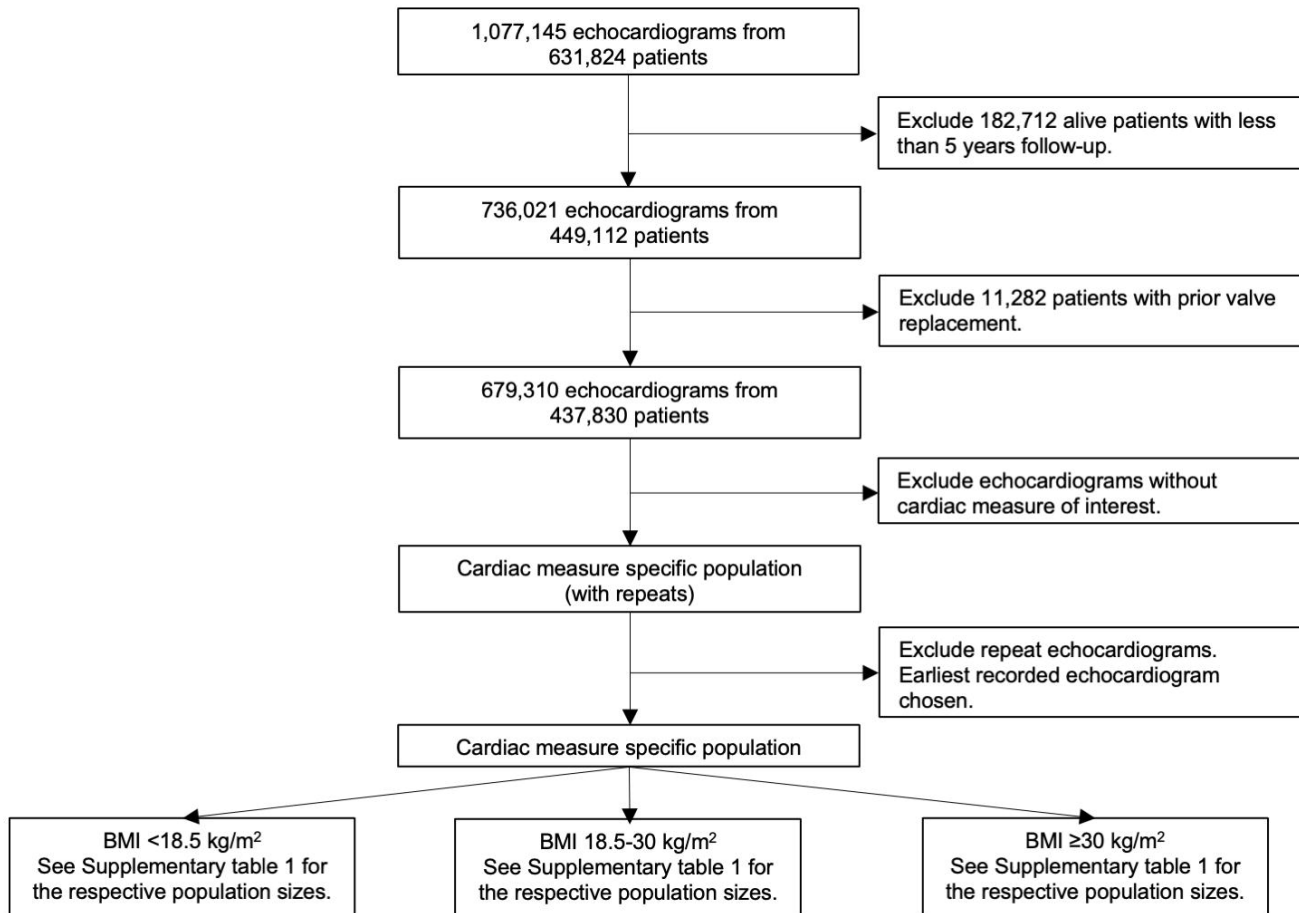 1,077,145 echocardiograms from
631,824 patients
Exclude 182,712 alive patients with less
than 5 years follow-up.
736,021 echocardiograms from
449,112 patients
Exclude 11,282 patients with prior valve
replacement.
679,310 echocardiograms from
437,830 patients
Exclude echocardiograms without
cardiac measure of interest.
Cardiac measure specific population
(with repeats)
Exclude repeat echocardiograms.
Earliest recorded echocardiogram
chosen.
Cardiac measure specific population
BMI <18.5 kg/m²
See Supplementary table 1 for
the respective population sizes.
BMI 18.5-30 kg/m²
See Supplementary table 1 for
the respective population sizes.
BMI ≥30 kg/m²
See Supplementary table 1 for
the respective population sizes.